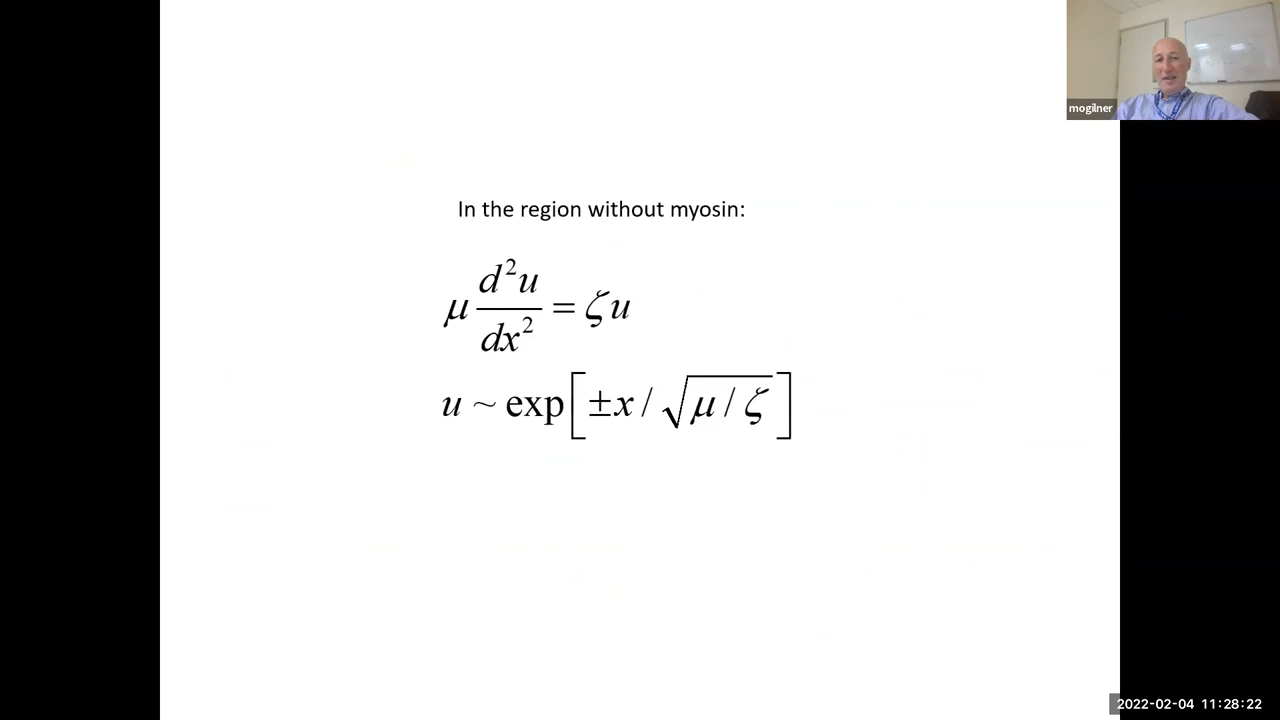 mogilner
In the region without myosin:
μ d²u/dx² = ζu
u ~ exp[±x / √(μ / ζ)]
2022-02-04 11:28:22